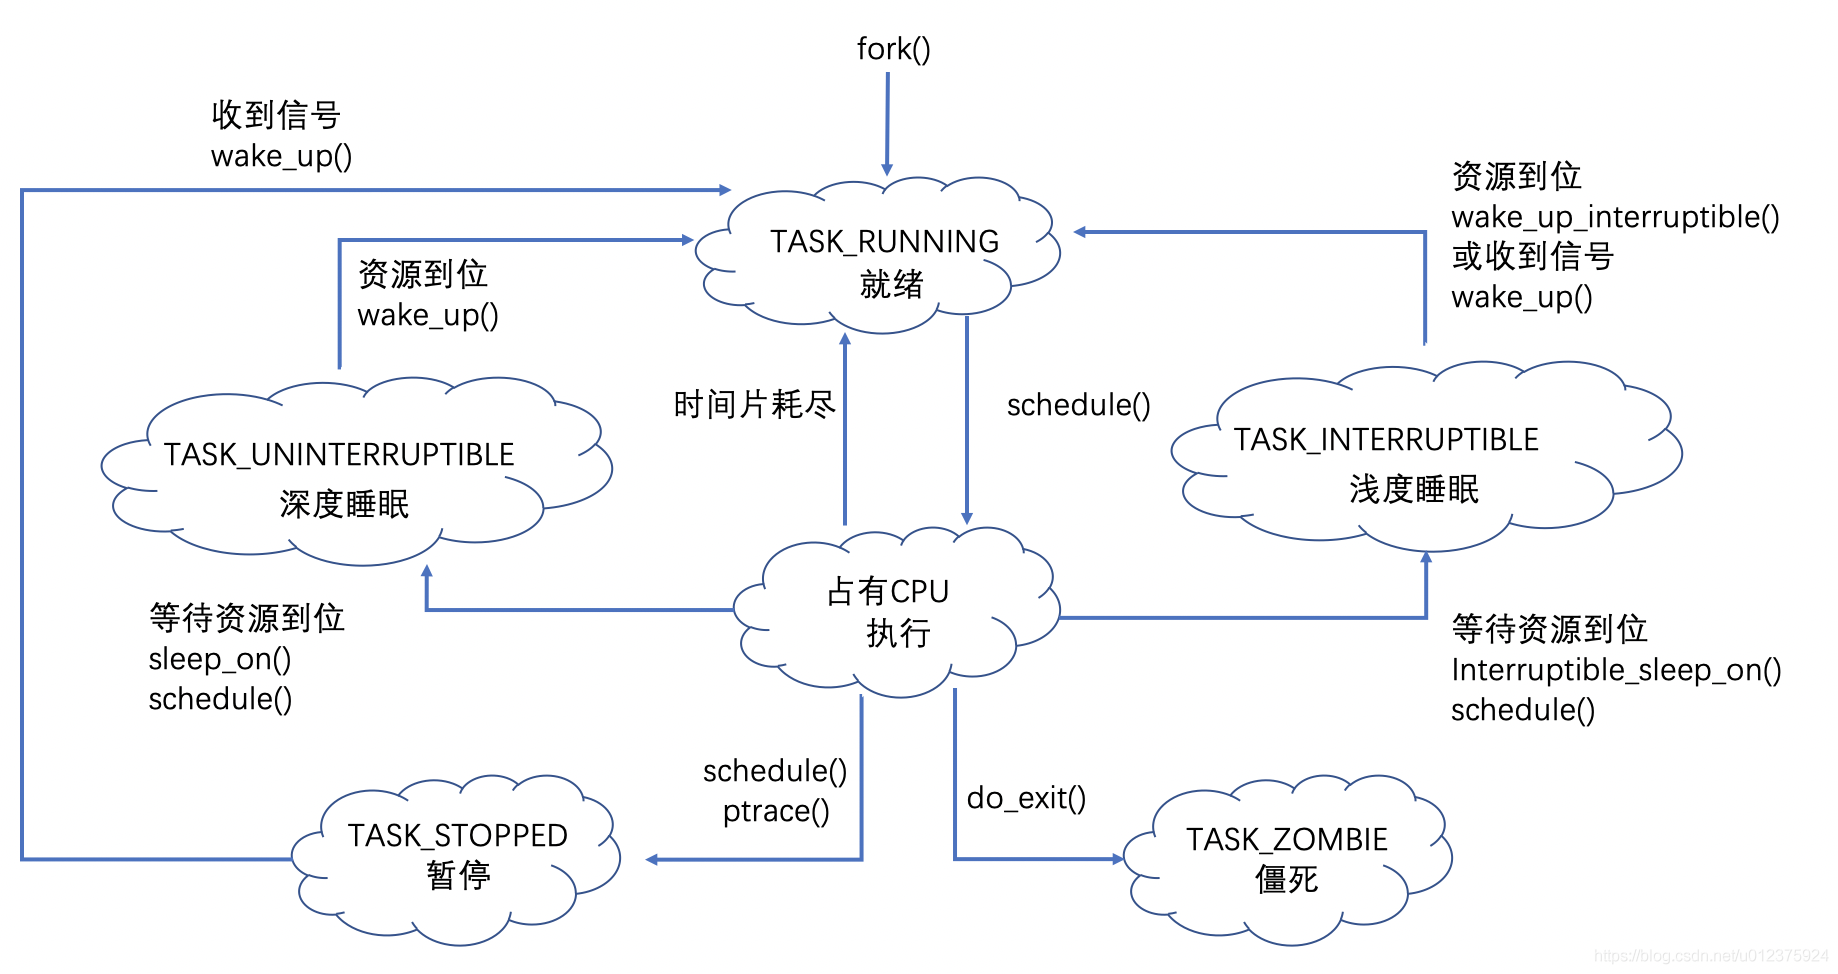 fork()
收到信号
wake_up()
资源到位
wake_up_interruptible()
或收到信号
wake_up()
TASK_RUNNING
就绪
资源到位
wake_up()
时间片耗尽
schedule()
TASK_UNINTERRUPTIBLE
深度睡眠
TASK_INTERRUPTIBLE
浅度睡眠
占有CPU
执行
等待资源到位
sleep_on()
schedule()
等待资源到位
Interruptible_sleep_on()
schedule()
schedule()
ptrace()
do_exit()
TASK_STOPPED
暂停
TASK_ZOMBIE
僵死
https://blog.csdn.net/u012375924